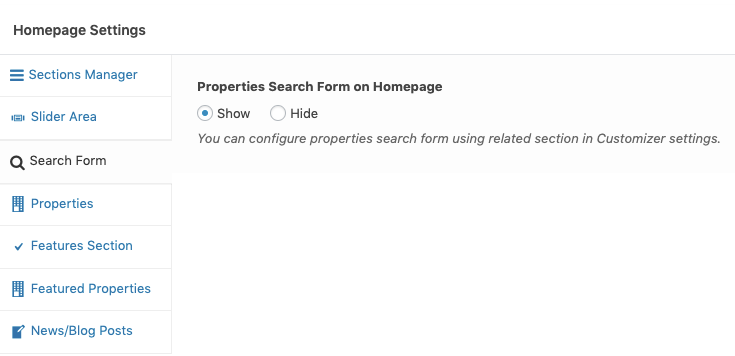 Homepage Settings
Sections Manager
Slider Area
Search Form
Properties
Features Section
Featured Properties
News/Blog Posts
Properties Search Form on Homepage
Show Hide
You can configure properties search form using related section in Customizer settings.